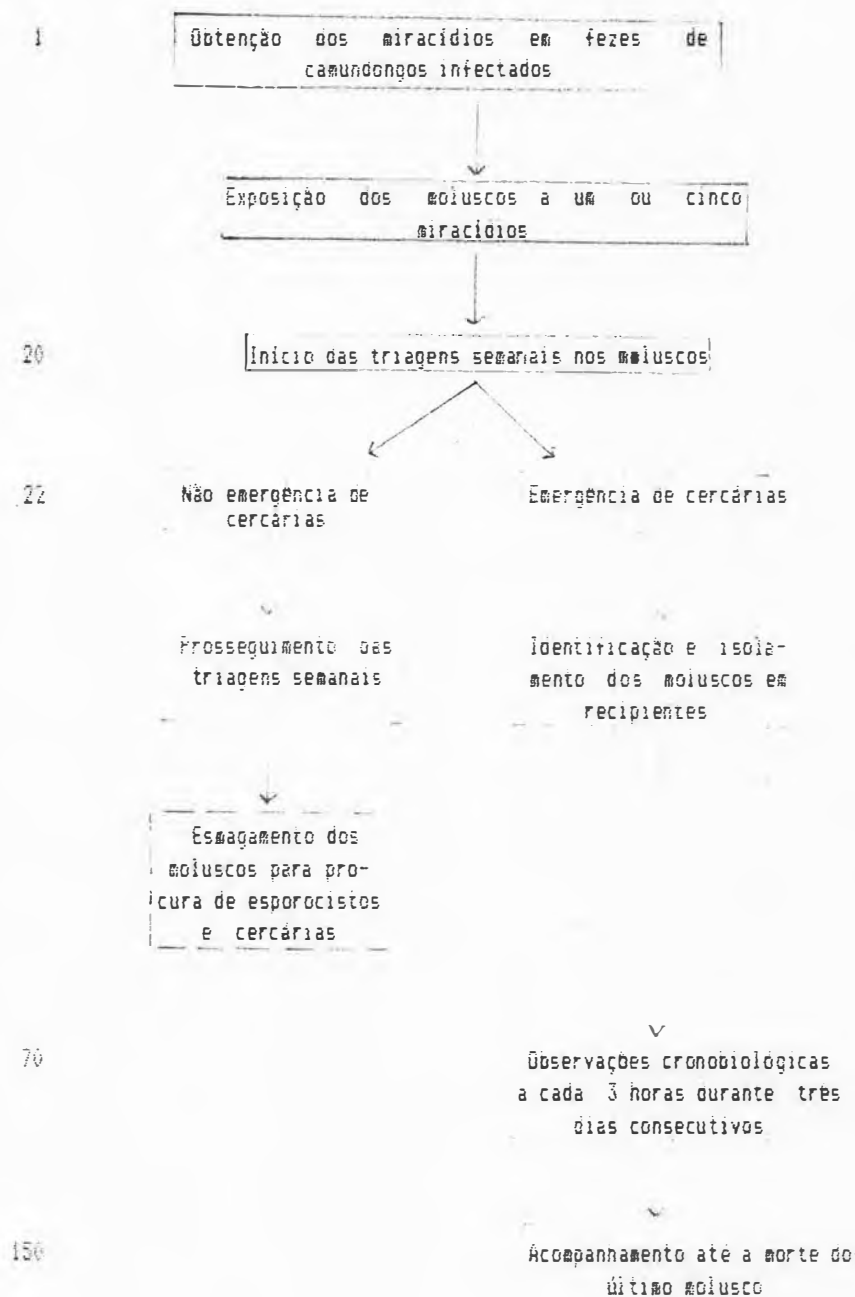 1
Obtenção dos miracídios em fezes de
camundongos infectados
Exposição dos moluscos a um ou cinco
miracídios
20
Início das triagens semanais nos moluscos
22
Não emergência de
cercárias
Emergência de cercárias
Prosseguimento das
triagens semanais
Identificação e isola-
mento dos moluscos em
recipientes
Esmagamento dos
moluscos para pro-
cura de esporocistos
e cercárias
70
Observações cronobiológicas
a cada 3 horas durante três
dias consecutivos
Acompanhamento até a morte do
último molusco